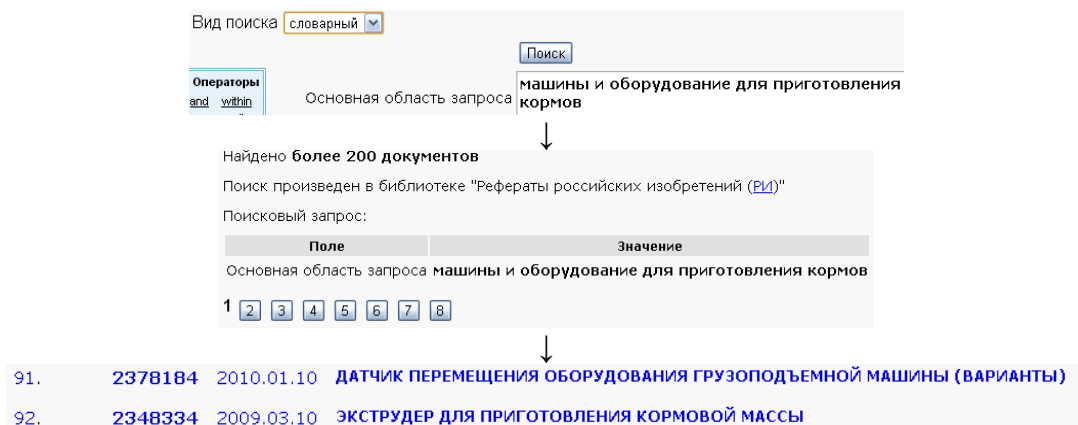 Вид поиска словарный
Поиск
Операторы
and within
Основная область запроса
машины и оборудование для приготовления
кормов
↓
Найдено более 200 документов
Поиск произведен в библиотеке "Рефераты российских изобретений (РИ)"
Поисковый запрос:
Поле Значение
Основная область запроса машины и оборудование для приготовления кормов
1 2 3 4 5 6 7 8
↓
91. 2378184 2010.01.10 ДАТЧИК ПЕРЕМЕЩЕНИЯ ОБОРУДОВАНИЯ ГРУЗОПОДЪЕМНОЙ МАШИНЫ (ВАРИАНТЫ)
92. 2348334 2009.03.10 ЭКСТРУДЕР ДЛЯ ПРИГОТОВЛЕНИЯ КОРМОВОЙ МАССЫ